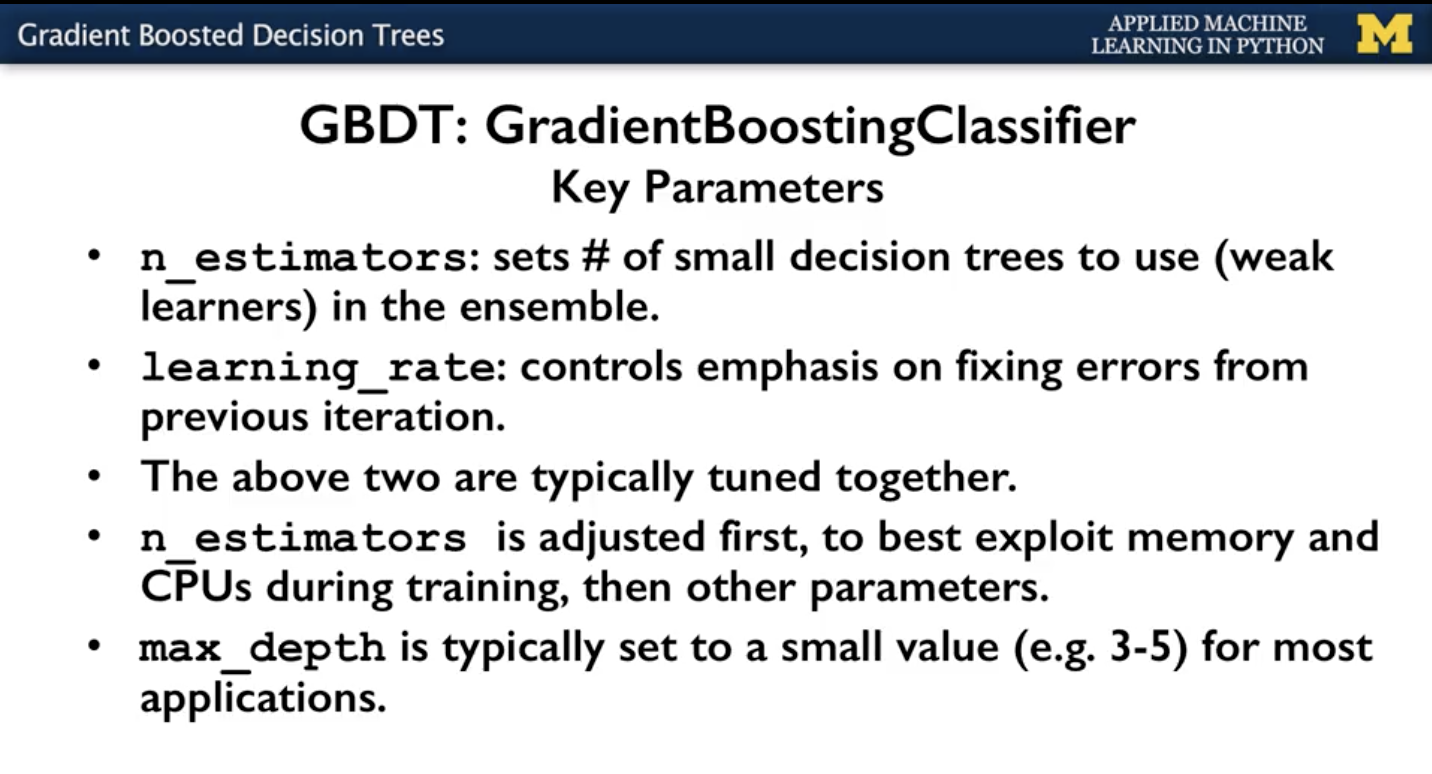 Gradient Boosted Decision Trees
APPLIED MACHINE
LEARNING IN PYTHON
M
GBDT: GradientBoostingClassifier
Key Parameters
• n_estimators: sets # of small decision trees to use (weak
learners) in the ensemble.
• learning_rate: controls emphasis on fixing errors from
previous iteration.
• The above two are typically tuned together.
• n_estimators is adjusted first, to best exploit memory and
CPUs during training, then other parameters.
• max_depth is typically set to a small value (e.g. 3-5) for most
applications.